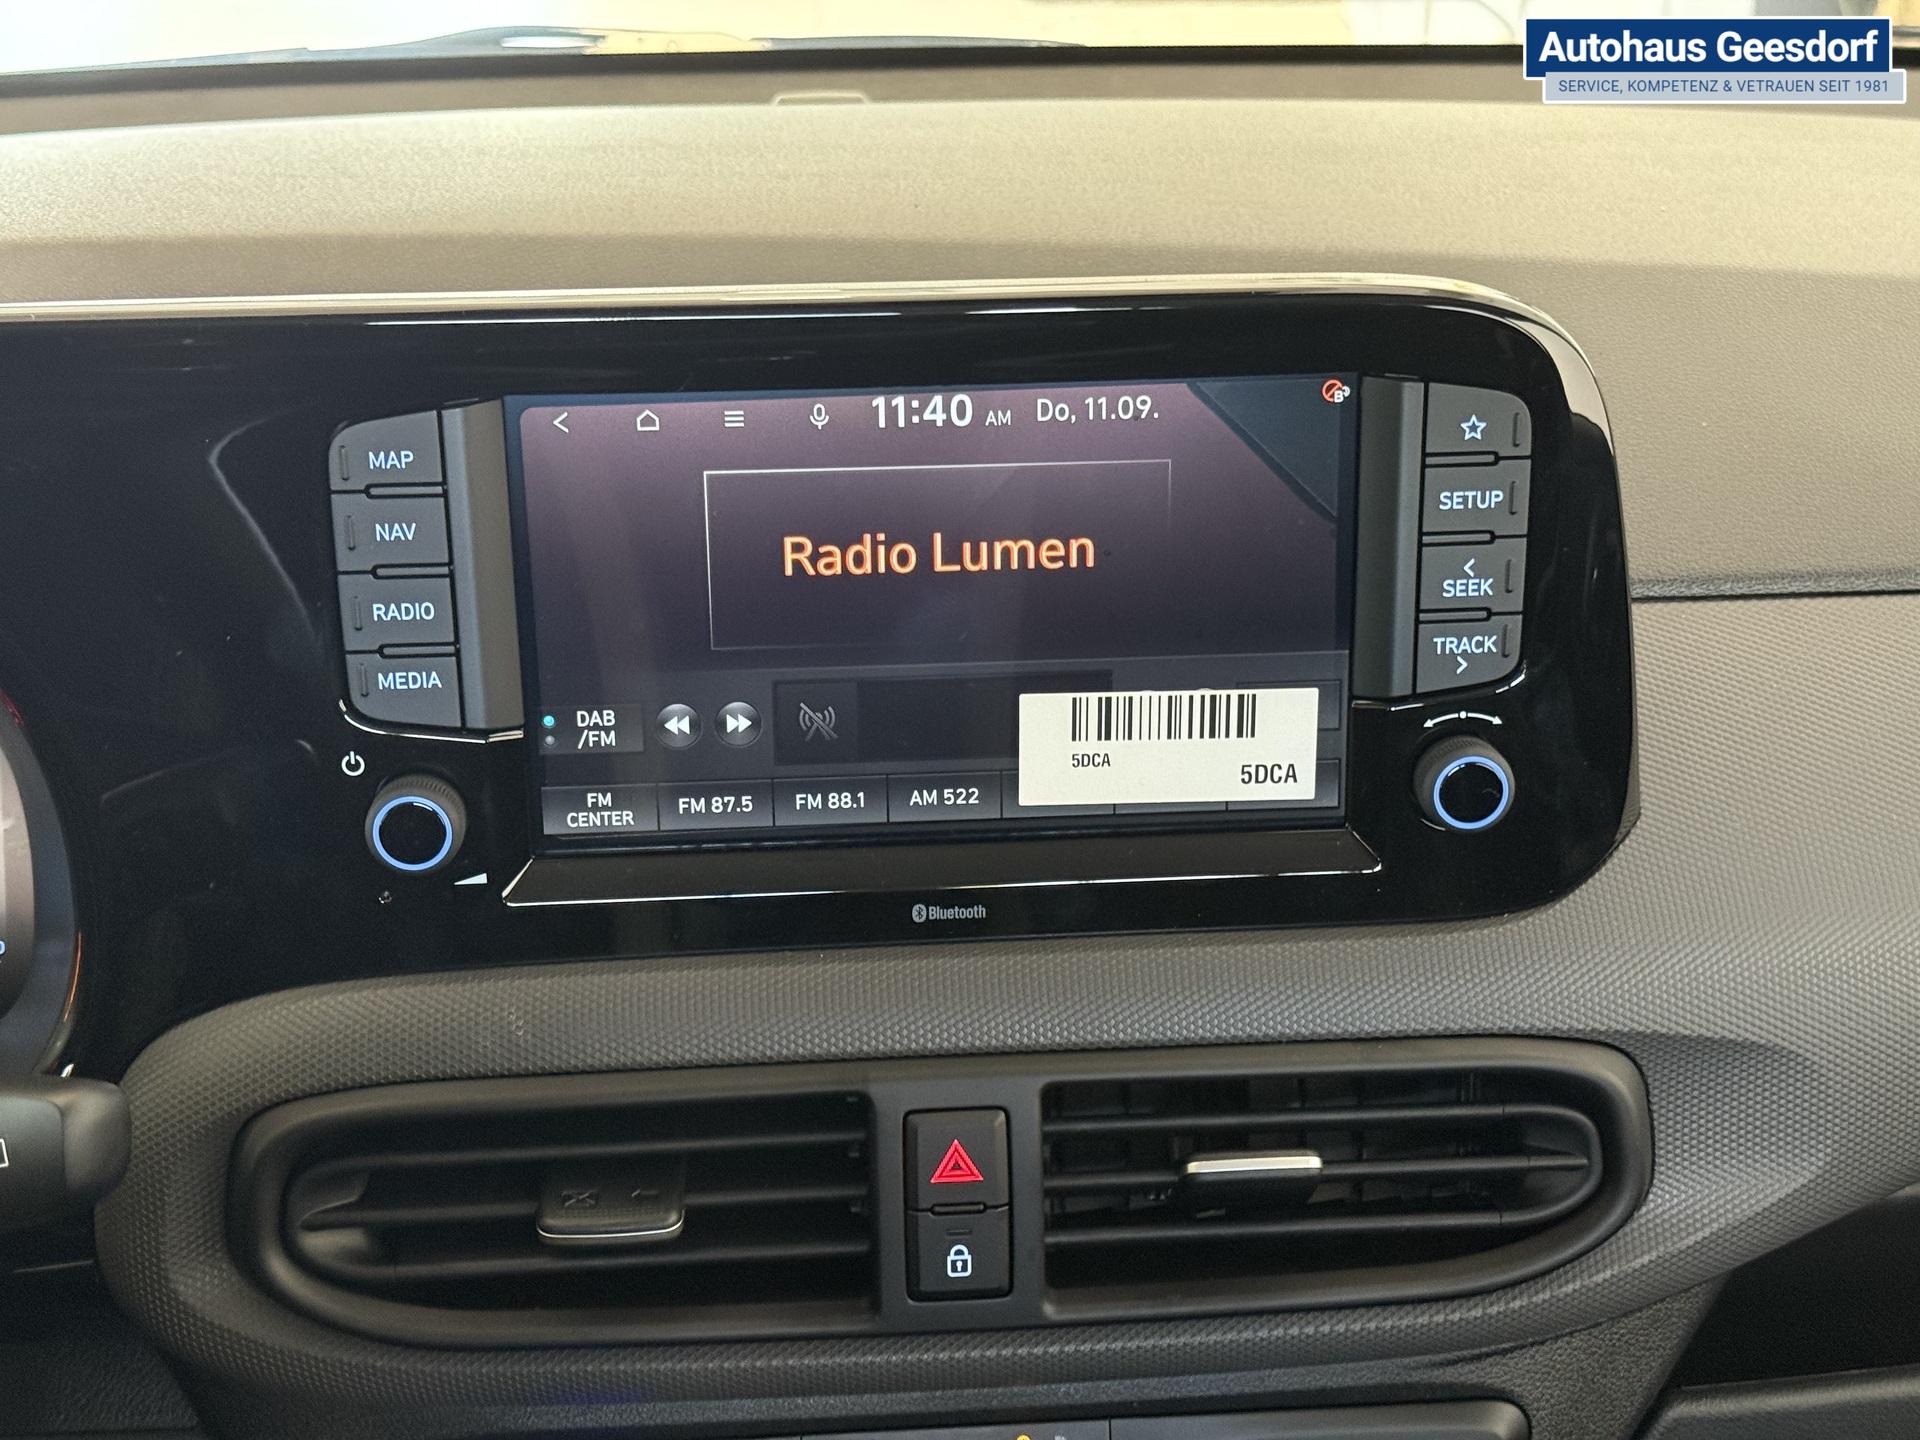 Autohaus Geesdorf
SERVICE, KOMPETENZ & VETRAUEN SEIT 1981
11:40 AM Do, 11.09.
MAP
NAV
RADIO
MEDIA
Radio Lumen
SETUP
SEEK
TRACK
DAB
/FM
FM
CENTER
FM 87.5
FM 88.1
AM 522
5DCA
5DCA
Bluetooth